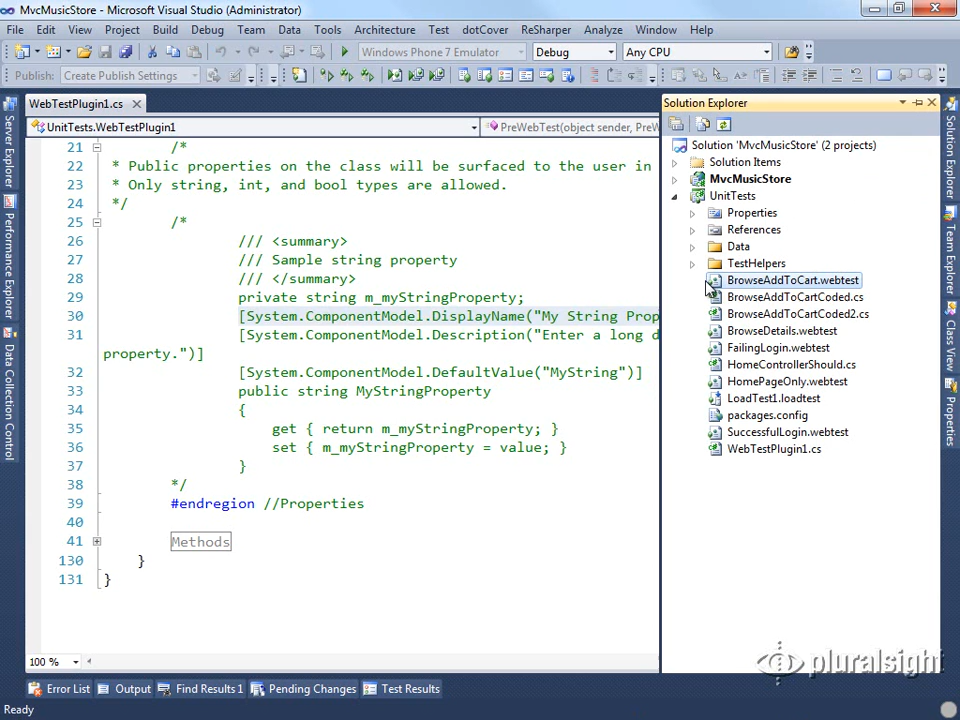 MvcMusicStore - Microsoft Visual Studio (Administrator)
File Edit View Project Build Debug Team Data Tools Architecture Test dotCover ReSharper Analyze Window Help
Windows Phone 7 Emulator Debug Any CPU
Publish: Create Publish Settings
WebTestPlugin1.cs
UnitTests.WebTestPlugin1 PreWebTest(object sender, PreWe
21 /*
22 * Public properties on the class will be surfaced to the user in
23 * Only string, int, and bool types are allowed.
24 */
25 /*
26 /// <summary>
27 /// Sample string property
28 /// </summary>
29 private string m_myStringProperty;
30 [System.ComponentModel.DisplayName("My String Prop
31 [System.ComponentModel.Description("Enter a long d
property.")]
32 [System.ComponentModel.DefaultValue("MyString")]
33 public string MyStringProperty
34 {
35 get { return m_myStringProperty; }
36 set { m_myStringProperty = value; }
37 }
38 */
39 #endregion //Properties
40
41 Methods
130 }
131 }
100 %
Server Explorer
Performance Explorer
Data Collection Control
Solution Explorer
Solution 'MvcMusicStore' (2 projects)
Solution Items
MvcMusicStore
UnitTests
Properties
References
Data
TestHelpers
BrowseAddToCart.webtest
BrowseAddToCartCoded.cs
BrowseAddToCartCoded2.cs
BrowseDetails.webtest
FailingLogin.webtest
HomeControllerShould.cs
HomePageOnly.webtest
LoadTest1.loadtest
packages.config
SuccessfulLogin.webtest
WebTestPlugin1.cs
Solution Explorer
Team Explorer
Class View
Properties
pluralsight
Error List Output Find Results 1 Pending Changes Test Results
Ready